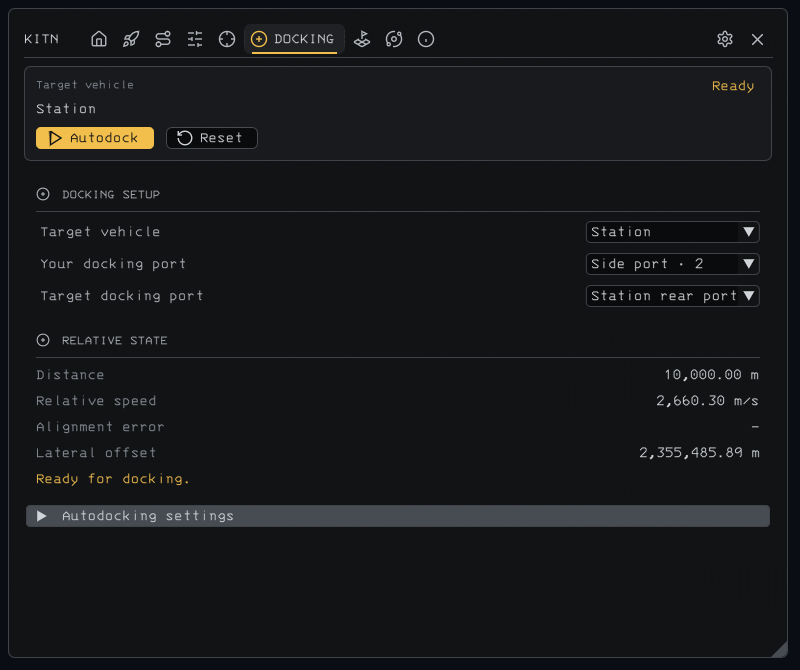 KITN DOCKING
Target vehicle
Ready
Station
Autodock Reset
DOCKING SETUP
Target vehicle Station
Your docking port Side port · 2
Target docking port Station rear port
RELATIVE STATE
Distance 10,000.00 m
Relative speed 2,660.30 m/s
Alignment error –
Lateral offset 2,355,485.89 m
Ready for docking.
Autodocking settings